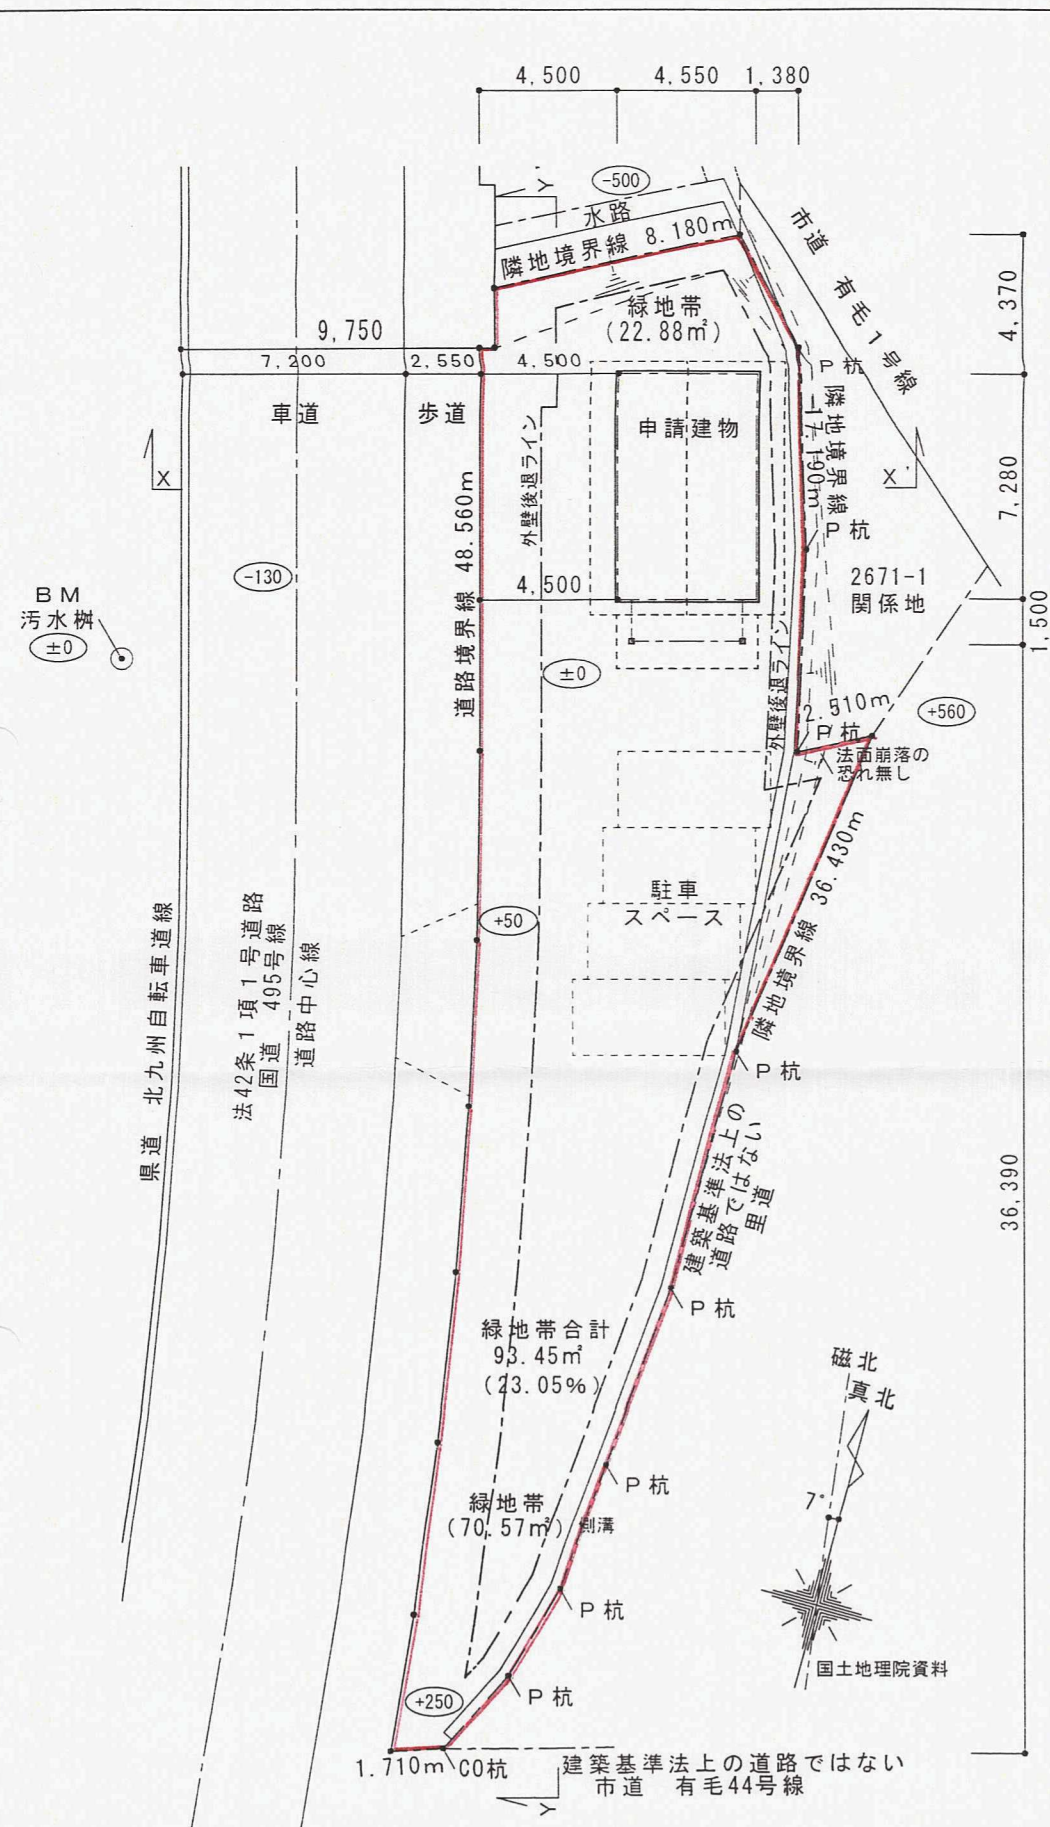 4,500
4,550
1,380
-500
Y'
水路
隣地境界線 8.180m
市道 有毛1号線
4,370
緑地帯
(22.88㎡)
9,750
7,200
2,550
4,500
P杭
車道
歩道
申請建物
隣地境界線
17.190m
X
X'
外壁後退ライン
7,280
道路境界線 48.560m
P杭
-130
4,500
2671-1
関係地
BM
汚水桝
±0
1,500
±0
外壁後退ライン
2.510m
+560
P杭
法面崩落の
恐れ無し
36.430m
隣地境界線
駐車
スペース
+50
県道 北九州自転車道線
法42条1項1号道路
国道 495号線
道路中心線
P杭
建築基準法上の
道路ではない
里道
36,390
P杭
緑地帯合計
93.45㎡
(23.05%)
磁北
真北
P杭
7°
緑地帯
(70.57㎡)
側溝
P杭
国土地理院資料
P杭
+250
1.710m
CO杭
建築基準法上の道路ではない
市道 有毛44号線
Y